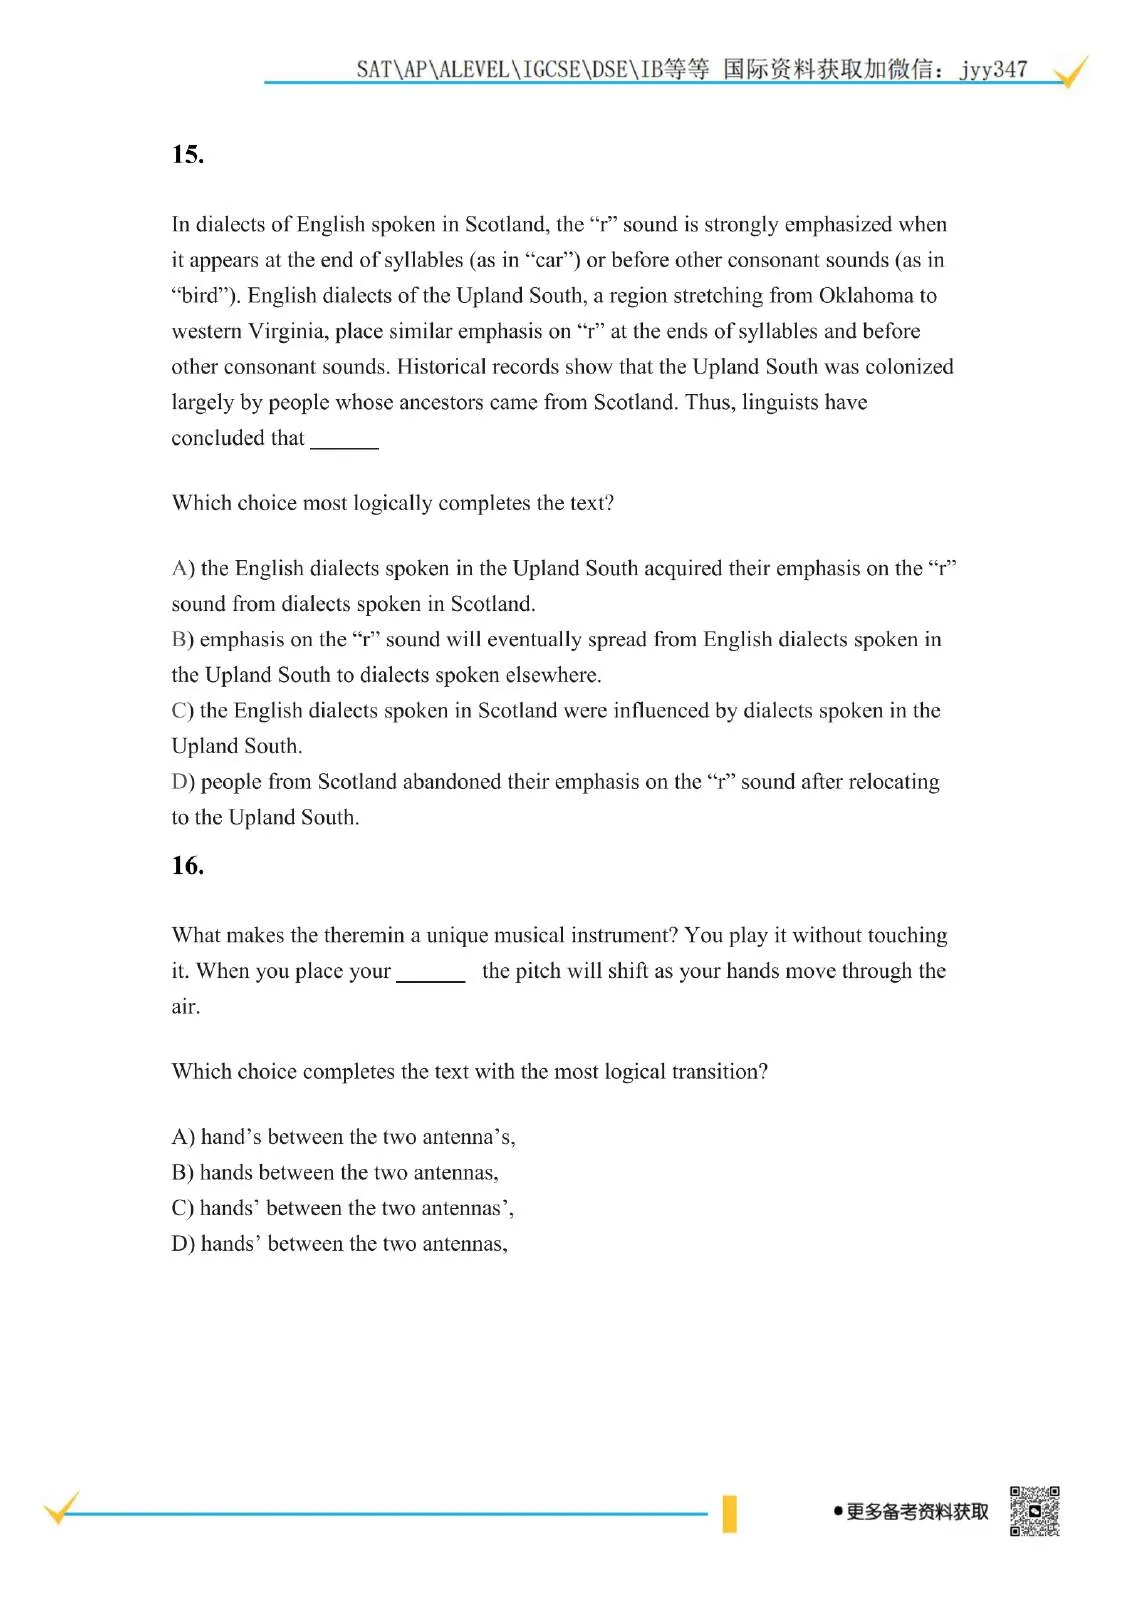 SAT\AP\ALEVEL\IGCSE\DSE\IB等等 国际资料获取加微信：jyy347
15.
In dialects of English spoken in Scotland, the “r” sound is strongly emphasized when
it appears at the end of syllables (as in “car”) or before other consonant sounds (as in
“bird”). English dialects of the Upland South, a region stretching from Oklahoma to
western Virginia, place similar emphasis on “r” at the ends of syllables and before
other consonant sounds. Historical records show that the Upland South was colonized
largely by people whose ancestors came from Scotland. Thus, linguists have
concluded that ______
Which choice most logically completes the text?
A) the English dialects spoken in the Upland South acquired their emphasis on the “r”
sound from dialects spoken in Scotland.
B) emphasis on the “r” sound will eventually spread from English dialects spoken in
the Upland South to dialects spoken elsewhere.
C) the English dialects spoken in Scotland were influenced by dialects spoken in the
Upland South.
D) people from Scotland abandoned their emphasis on the “r” sound after relocating
to the Upland South.
16.
What makes the theremin a unique musical instrument? You play it without touching
it. When you place your ______ the pitch will shift as your hands move through the
air.
Which choice completes the text with the most logical transition?
A) hand’s between the two antenna’s,
B) hands between the two antennas,
C) hands’ between the two antennas’,
D) hands’ between the two antennas,
•更多备考资料获取